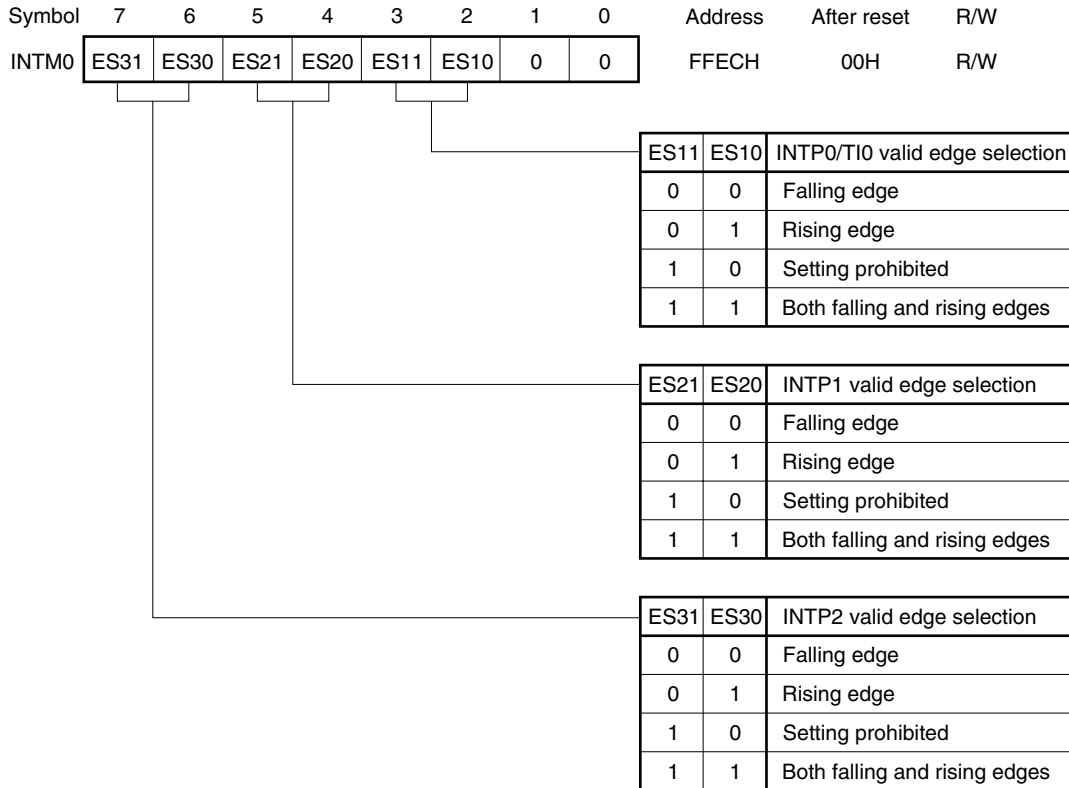 Symbol 7 6 5 4 3 2 1 0 Address After reset R/W
INTM0 ES31 ES30 ES21 ES20 ES11 ES10 0 0 FFECH 00H R/W
ES11 ES10 INTP0/TI0 valid edge selection
0 0 Falling edge
0 1 Rising edge
1 0 Setting prohibited
1 1 Both falling and rising edges
ES21 ES20 INTP1 valid edge selection
0 0 Falling edge
0 1 Rising edge
1 0 Setting prohibited
1 1 Both falling and rising edges
ES31 ES30 INTP2 valid edge selection
0 0 Falling edge
0 1 Rising edge
1 0 Setting prohibited
1 1 Both falling and rising edges